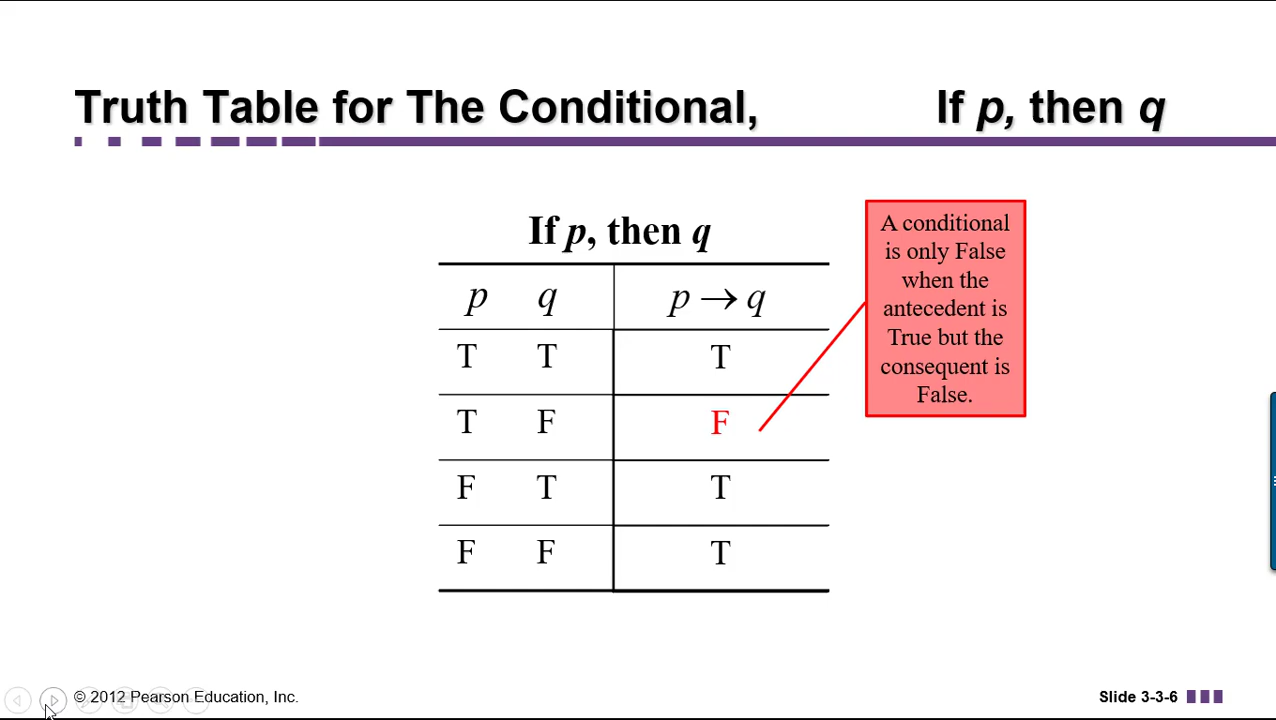 Truth Table for The Conditional, If p, then q
If p, then q
p q p → q
T T T
T F F
F T T
F F T
A conditional
is only False
when the
antecedent is
True but the
consequent is
False.
© 2012 Pearson Education, Inc.
Slide 3-3-6